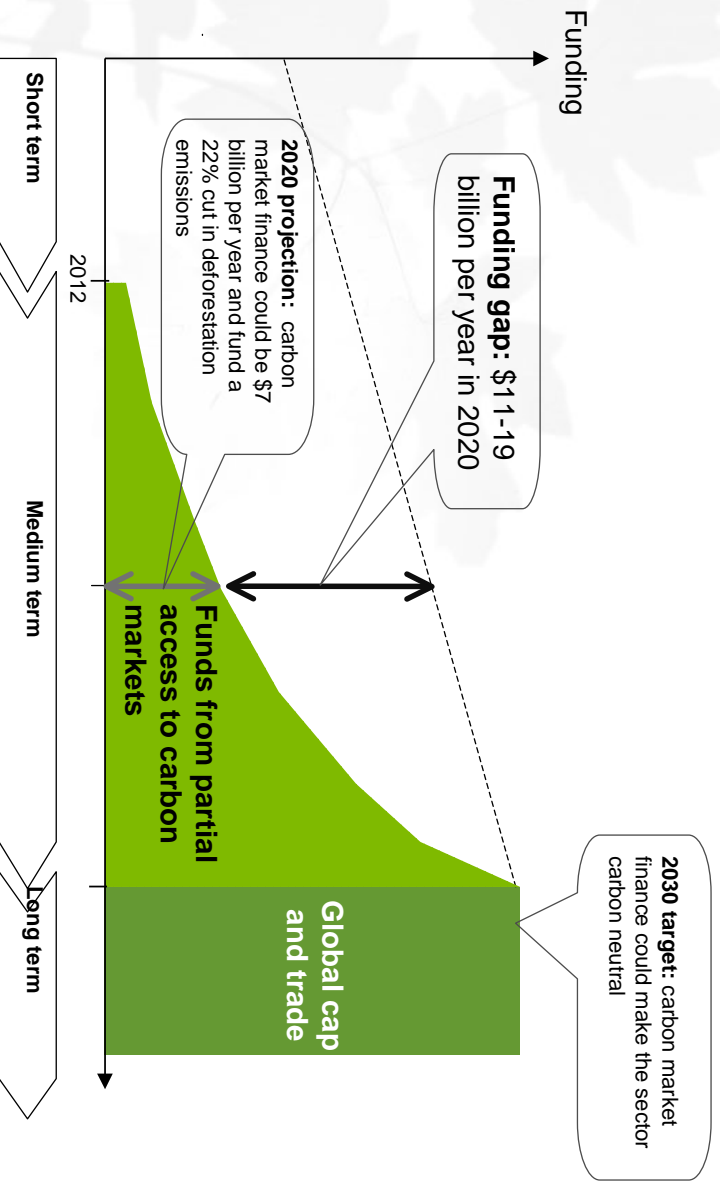 Funding
Funding gap: $11-19
billion per year in 2020
2030 target: carbon market
finance could make the sector
carbon neutral
2020 projection: carbon
market finance could be $7
billion per year and fund a
22% cut in deforestation
emissions
Funds from partial
access to carbon
markets
Global cap
and trade
2012
Short term
Medium term
Long term